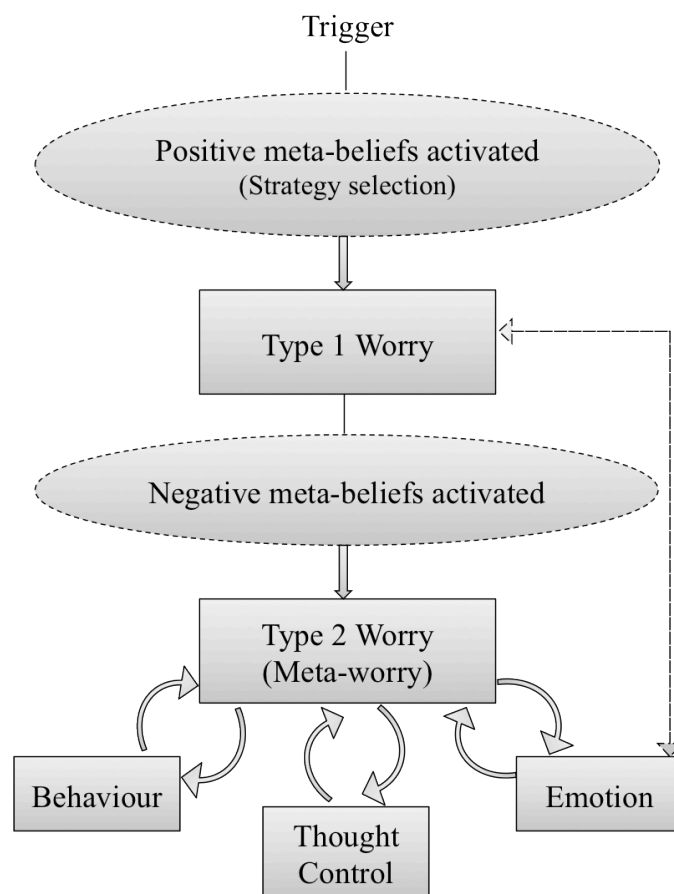 Trigger
Positive meta-beliefs activated
(Strategy selection)
Type 1 Worry
Negative meta-beliefs activated
Type 2 Worry
(Meta-worry)
Behaviour
Thought
Control
Emotion